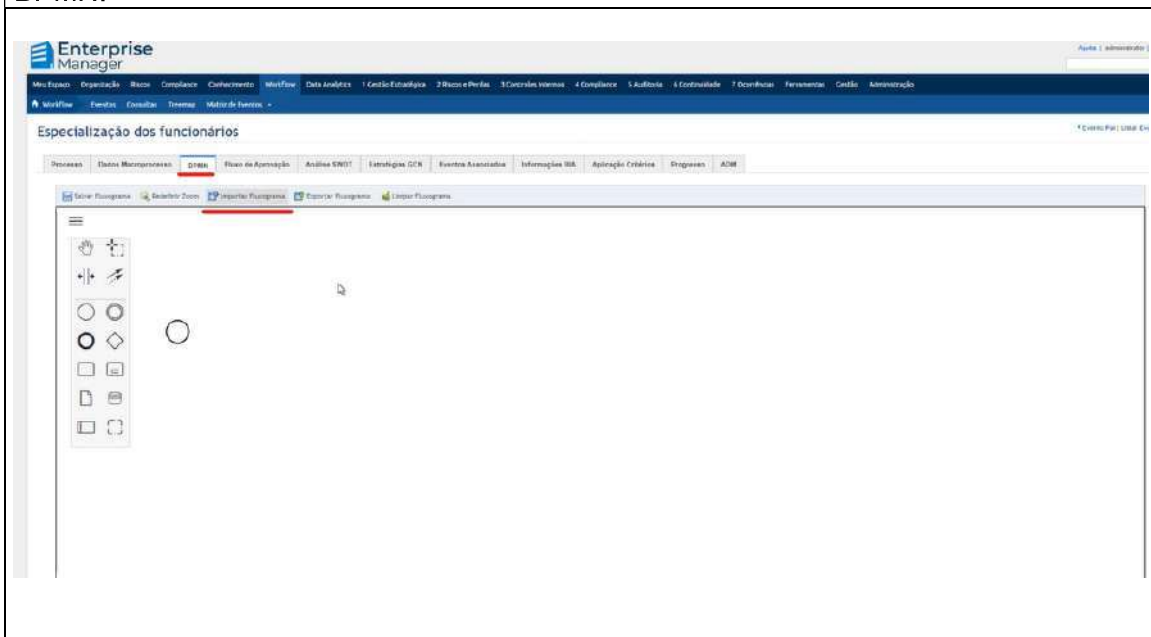 Enterprise
Manager
Ajuda | administrador |
Meu Espaço Organização Riscos Compliance Conhecimento Workflow Data Analytics 1 Gestão Estratégica 2 Riscos e Perdas 3 Controles Internos 4 Compliance 5 Auditoria 6 Continuidade 7 Ocorrências Ferramentas Gestão Administração
Workflow Eventos Consultas Treemap Matriz de Eventos
Especialização dos funcionários
Processo Dados Macroprocesso BPMN Fluxo de Aprovação Análise SWOT Estratégias GCN Eventos Associados Informações BIA Aplicação Critérios Programas ADM
Salvar Fluxograma Redefinir Zoom Importar Fluxograma Exportar Fluxograma Limpar Fluxograma